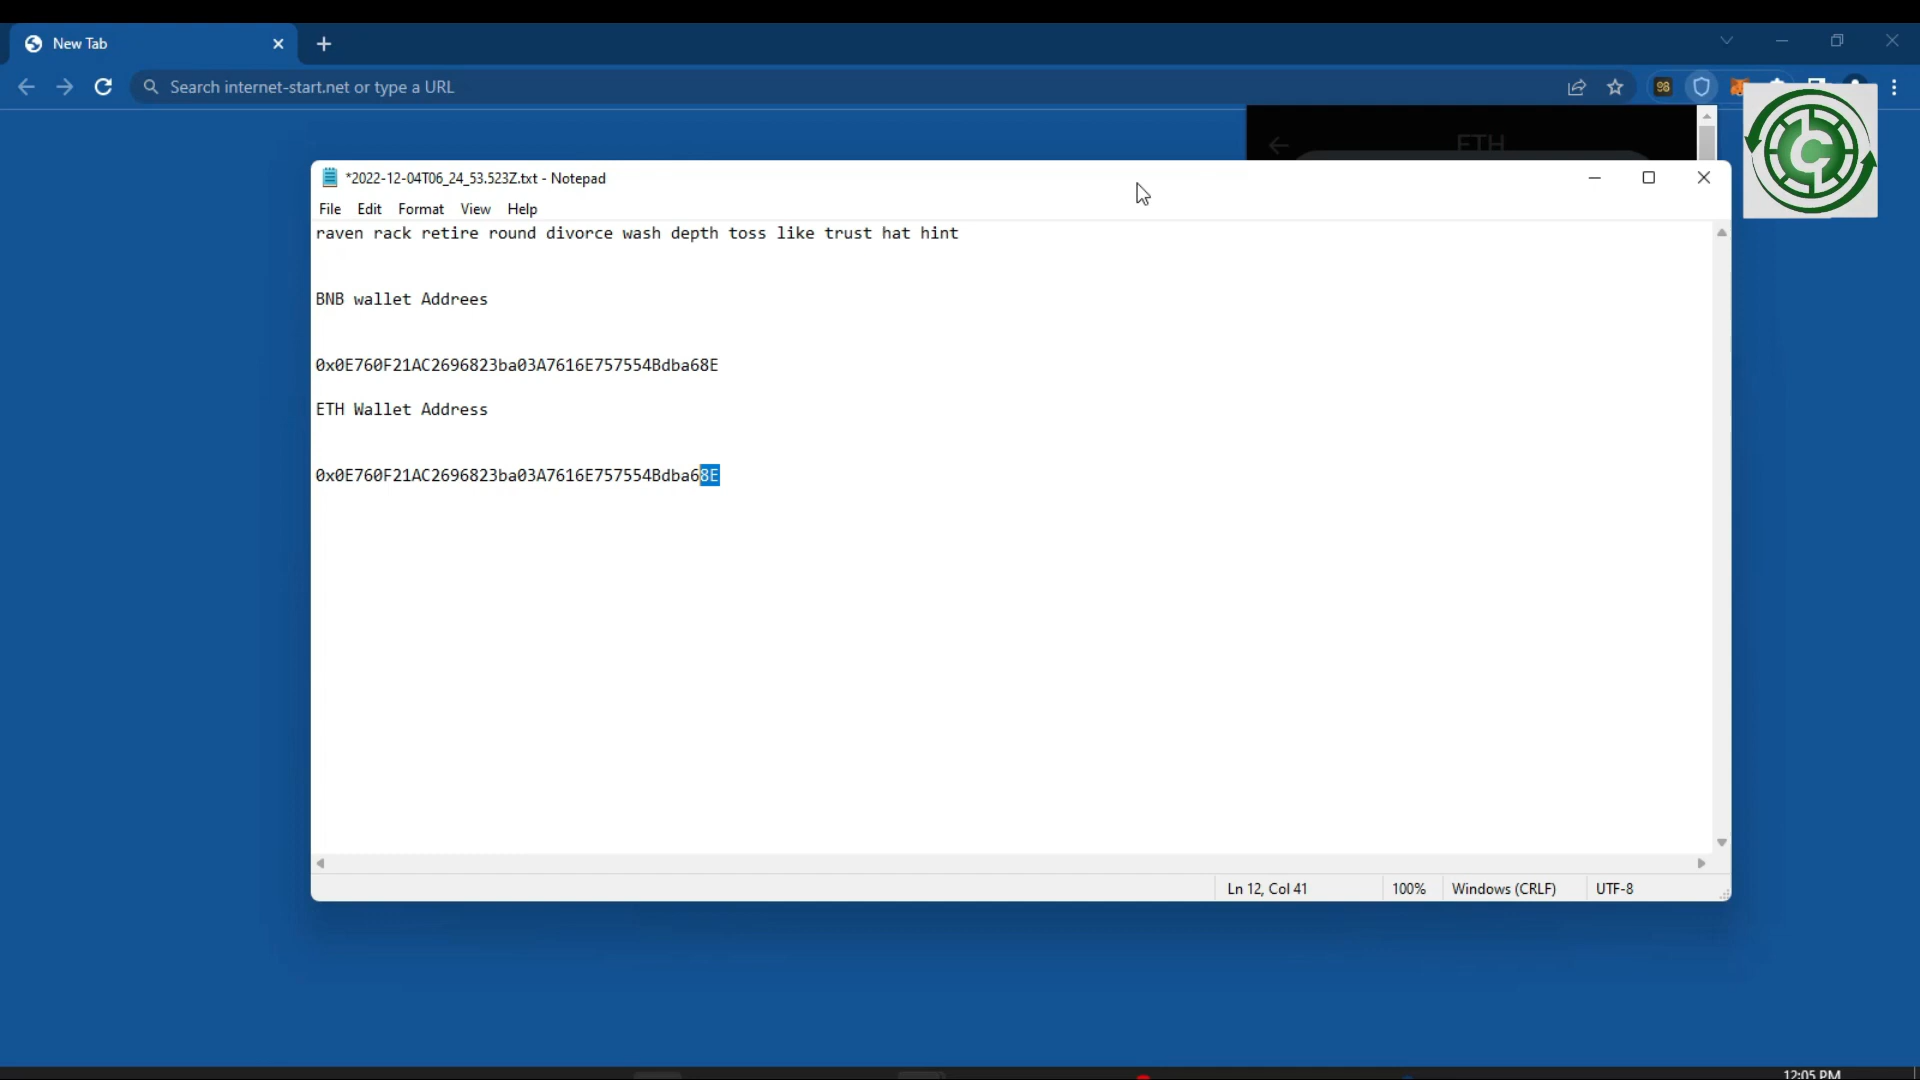 New Tab
Search internet-start.net or type a URL
98
ETH
*2022-12-04T06_24_53.523Z.txt - Notepad
File Edit Format View Help
raven rack retire round divorce wash depth toss like trust hat hint
BNB wallet Addrees
0x0E760F21AC2696823ba03A7616E757554Bdba68E
ETH Wallet Address
0x0E760F21AC2696823ba03A7616E757554Bdba68E
Ln 12, Col 41 100% Windows (CRLF) UTF-8
12:05 PM